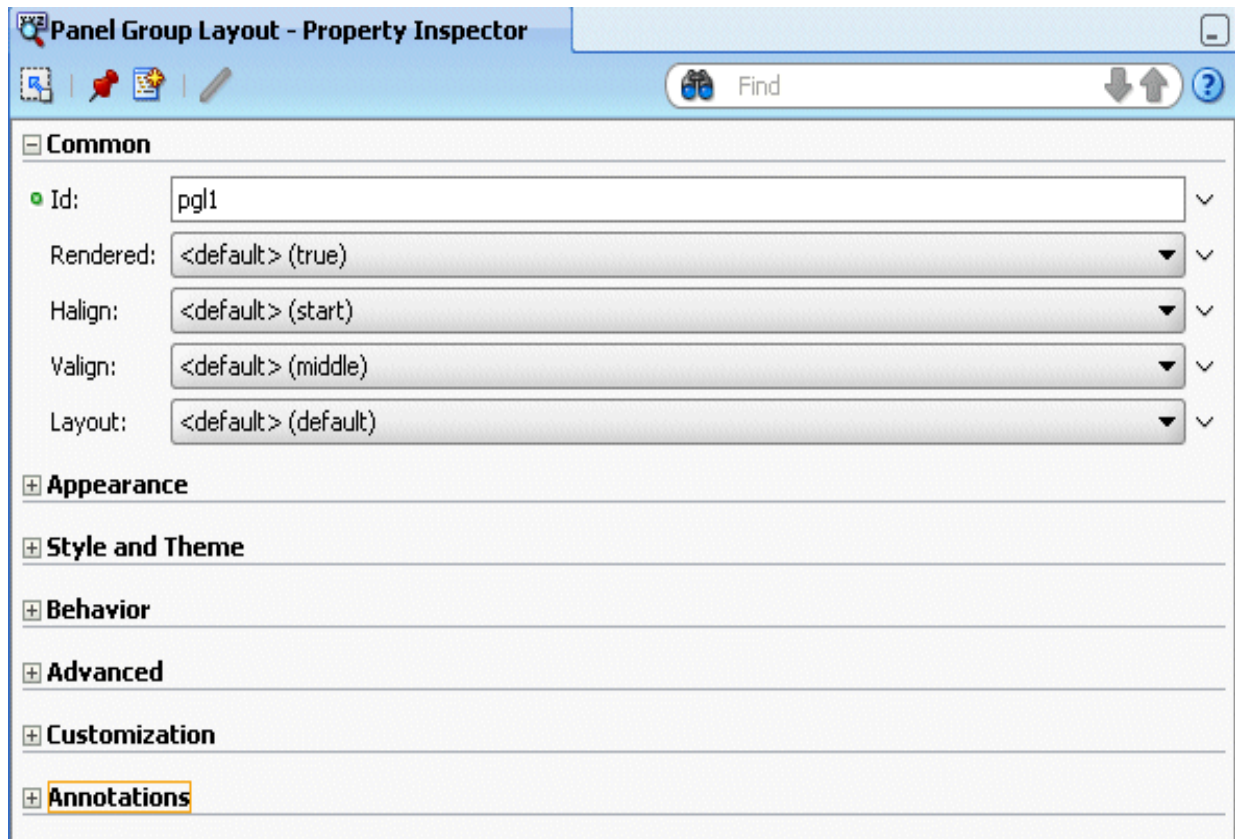 Panel Group Layout - Property Inspector
Find
Common
Id: pgl1
Rendered: <default> (true)
Halign: <default> (start)
Valign: <default> (middle)
Layout: <default> (default)
Appearance
Style and Theme
Behavior
Advanced
Customization
Annotations